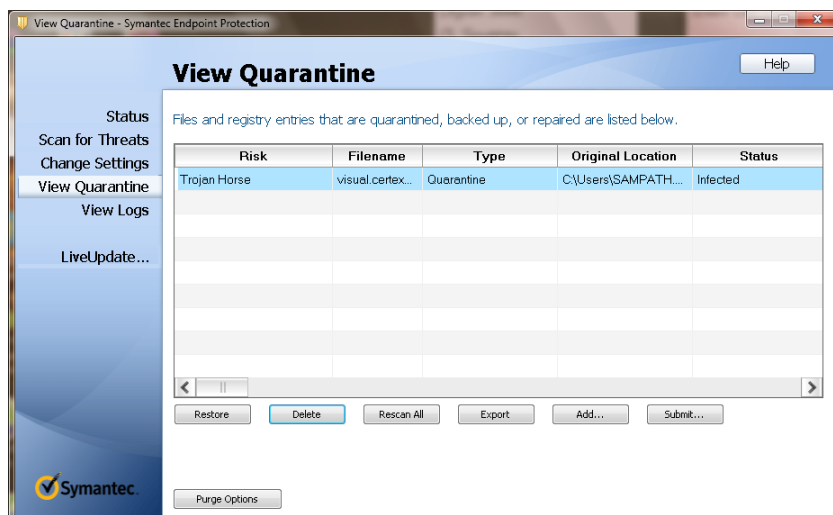 View Quarantine - Symantec Endpoint Protection
View Quarantine
Help
Status
Scan for Threats
Change Settings
View Quarantine
View Logs
LiveUpdate...
Files and registry entries that are quarantined, backed up, or repaired are listed below.
Risk Filename Type Original Location Status
Trojan Horse visual.certex... Quarantine C:\Users\SAMPATH.... Infected
Restore Delete Rescan All Export Add... Submit...
Symantec.
Purge Options